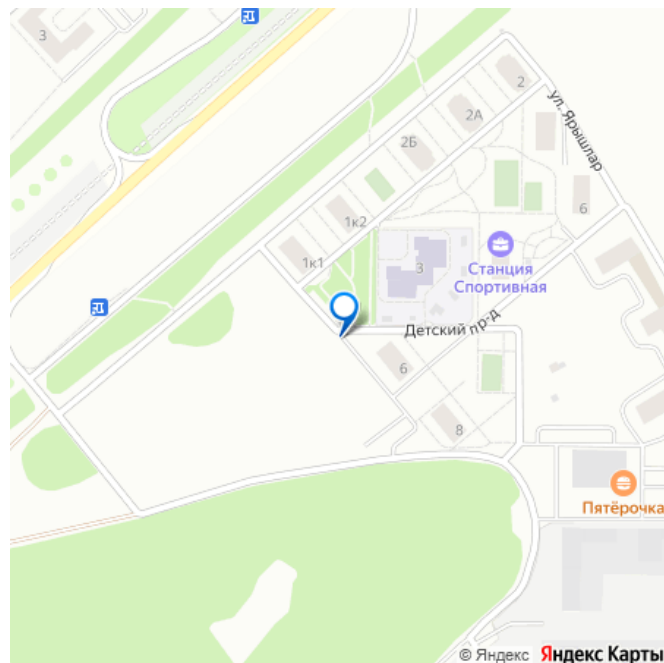 3
2
ул. Ярышлар
2А
2Б
6
1к2
1к1
3
Станция
Спортивная
Детский пр-д
6
8
Пятёрочка
© Яндекс Яндекс Карты